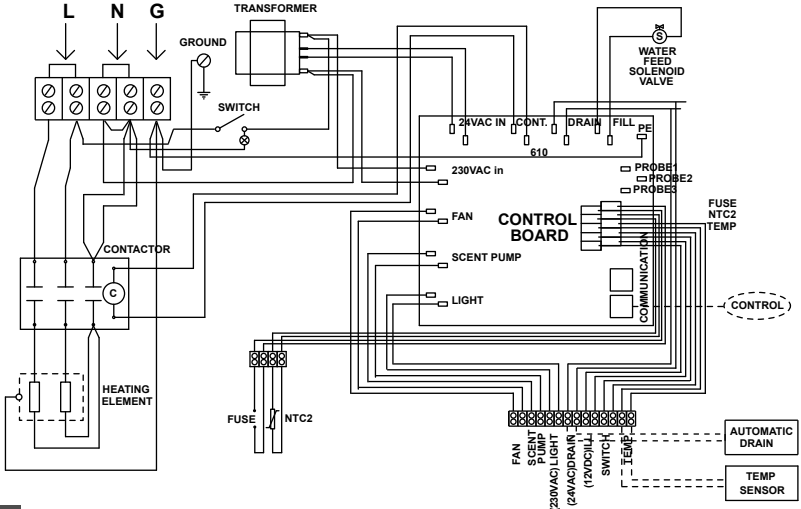 L N G
TRANSFORMER
GROUND
SWITCH
WATER
FEED
SOLENOID
VALVE
S
24VAC IN
CONT.
DRAIN
FILL
PE
610
230VAC in
PROBE1
PROBE2
PROBE3
FAN
CONTROL
BOARD
FUSE
NTC2
TEMP
SCENT PUMP
COMMUNICATION
LIGHT
CONTROL
CONTACTOR
C
HEATING
ELEMENT
FUSE
NTC2
FAN
SCENT
PUMP
(230VAC)LIGHT
(24VAC)DRAIN
(12VDC)ILL
SWITCH
TEMP
AUTOMATIC
DRAIN
TEMP
SENSOR